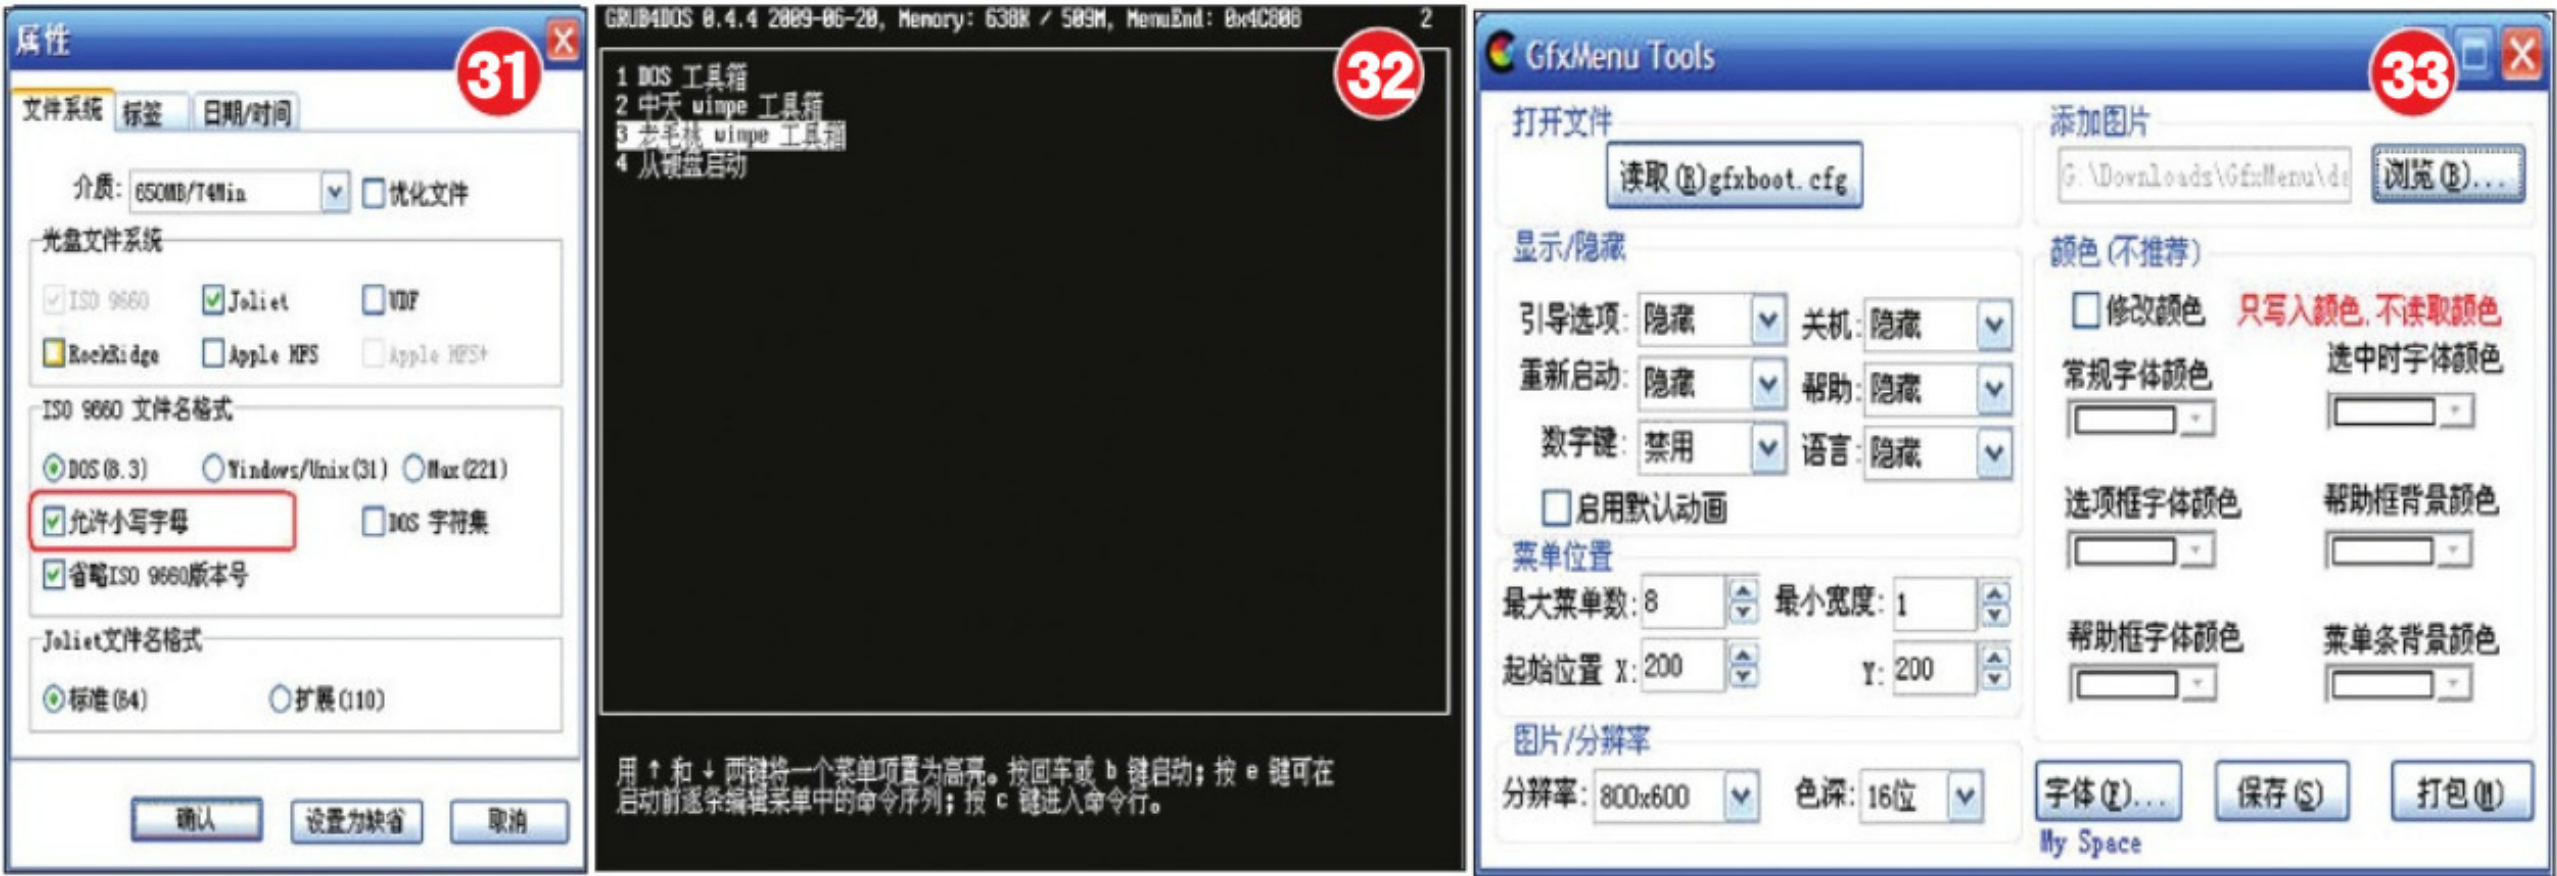 属性
31
文件系统 标签 日期/时间
介质: 650MB/74Min 优化文件
光盘文件系统
ISO 9660 Joliet UDF
RockRidge Apple HFS Apple HFS+
ISO 9660 文件名格式
DOS(8.3) Windows/Unix(31) Max(221)
允许小写字母 DOS 字符集
省略ISO 9660版本号
Joliet文件名格式
标准(64) 扩展(110)
确认 设置为缺省 取消
GRUB4DOS 0.4.4 2009-06-20, Memory: 638K / 509M, MenuEnd: 0x4C808 2
32
1 DOS 工具箱
2 中天 winpe 工具箱
3 老毛桃 winpe 工具箱
4 从硬盘启动
用 ↑ 和 ↓ 两键将一个菜单项置为高亮。按回车或 b 键启动; 按 e 键可在
启动前逐条编辑菜单中的命令序列; 按 c 键进入命令行。
GfxMenu Tools
33
打开文件
读取(R)gfxboot.cfg
显示/隐藏
引导选项: 隐藏 关机: 隐藏
重新启动: 隐藏 帮助: 隐藏
数字键: 禁用 语言: 隐藏
启用默认动画
菜单位置
最大菜单数: 8 最小宽度: 1
起始位置 X: 200 Y: 200
图片/分辨率
分辨率: 800x600 色深: 16位
添加图片
G:\Downloads\GfxMenu\ds 浏览(B)...
颜色(不推荐)
修改颜色 只写入颜色,不读取颜色
常规字体颜色 选中时字体颜色
选项框字体颜色 帮助框背景颜色
帮助框字体颜色 菜单条背景颜色
字体(F)... 保存(S) 打包(M)
My Space